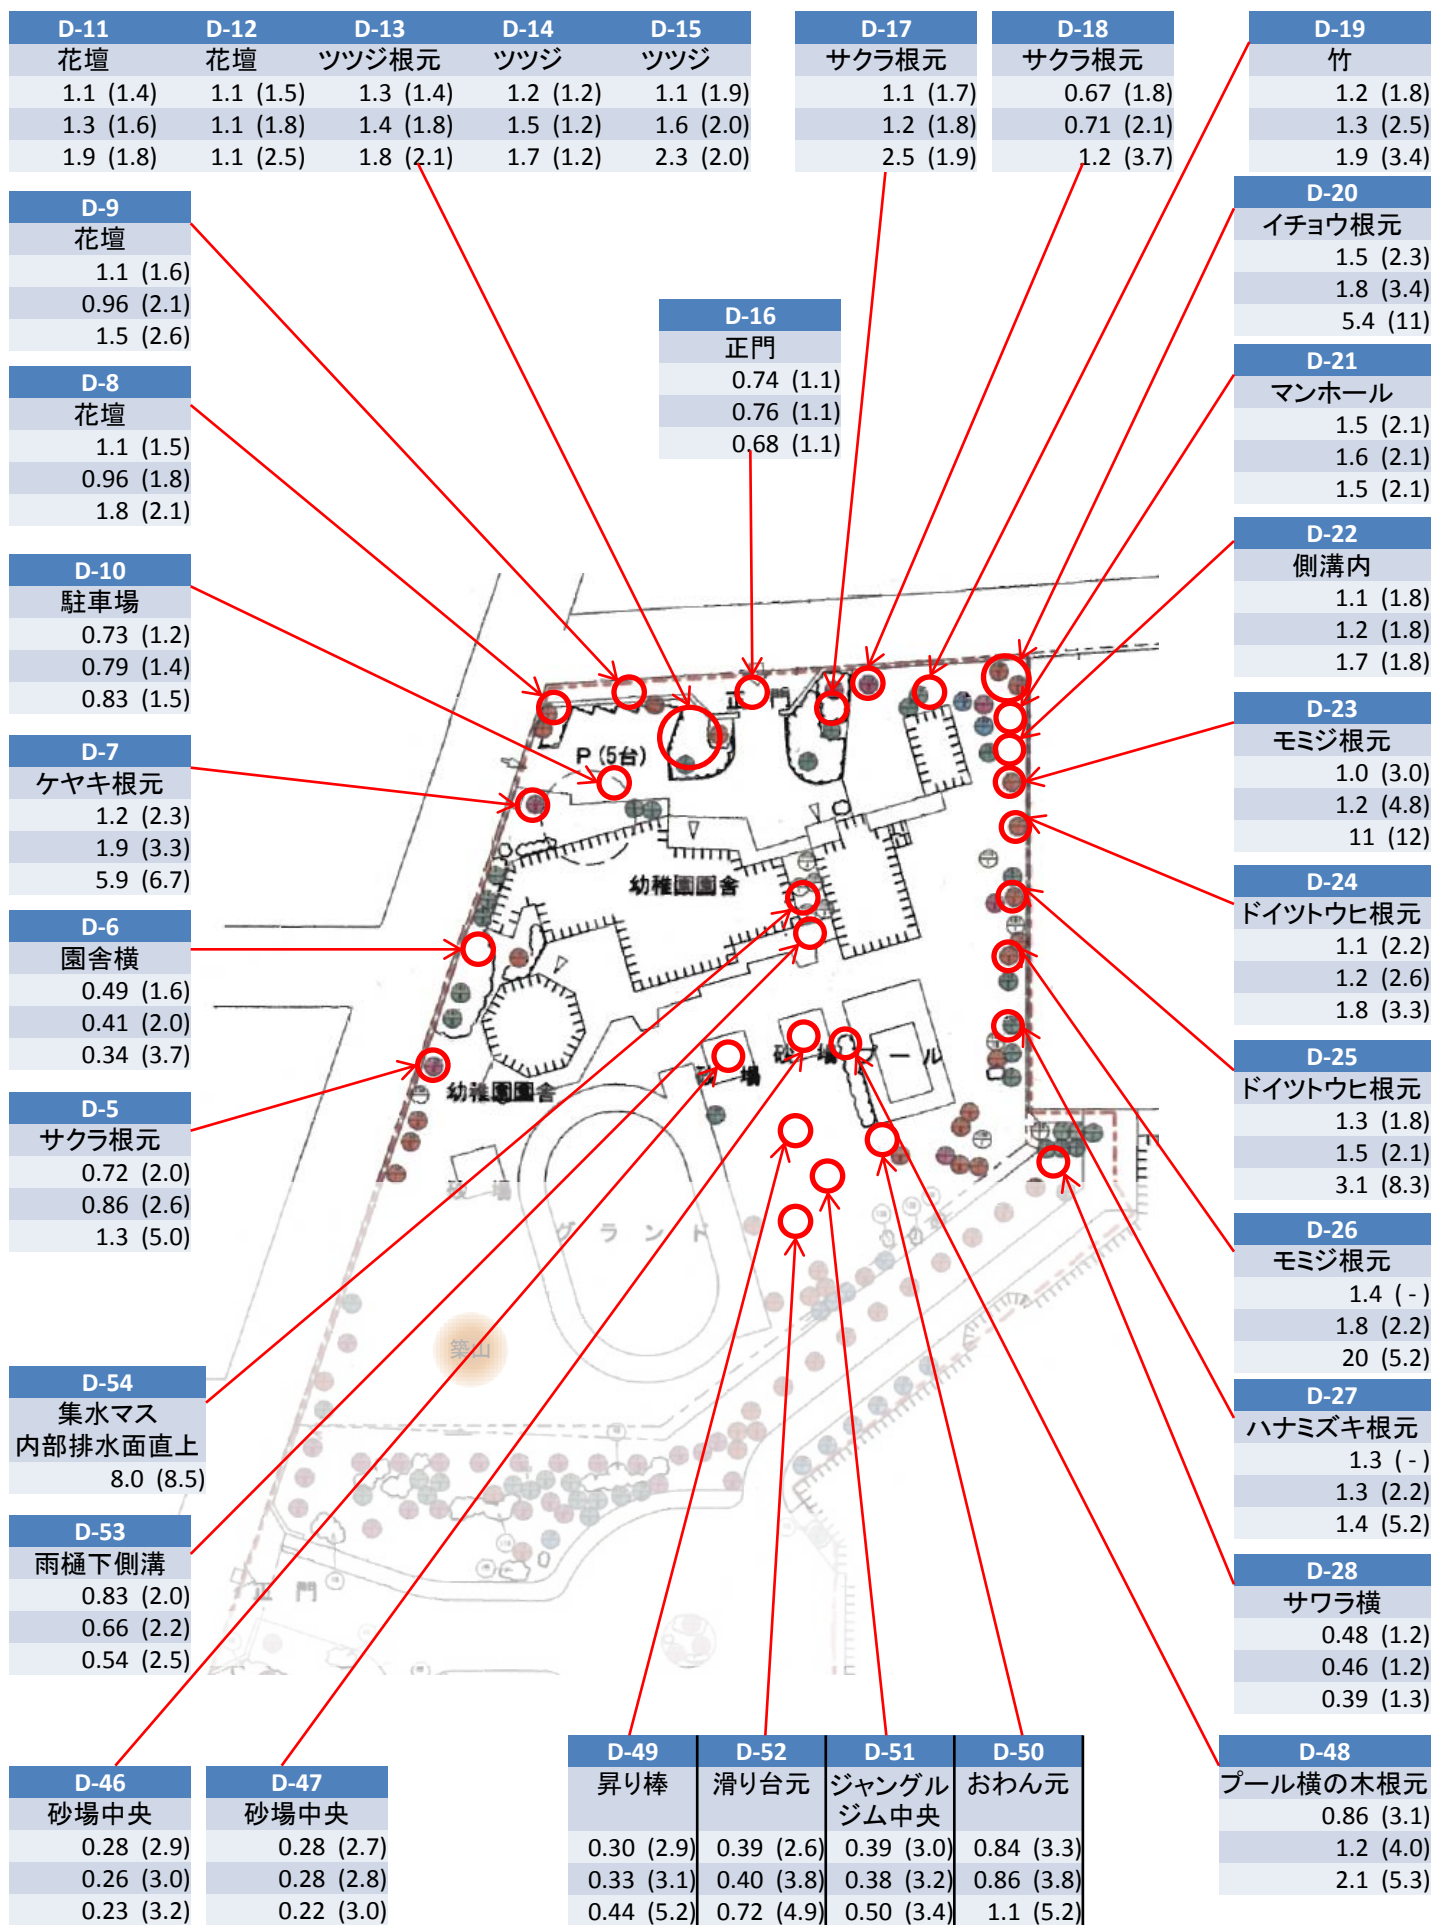 D-11 D-12 D-13 D-14 D-15
花壇 花壇 ツツジ根元 ツツジ ツツジ
1.1 (1.4) 1.1 (1.5) 1.3 (1.4) 1.2 (1.2) 1.1 (1.9)
1.3 (1.6) 1.1 (1.8) 1.4 (1.8) 1.5 (1.2) 1.6 (2.0)
1.9 (1.8) 1.1 (2.5) 1.8 (2.1) 1.7 (1.2) 2.3 (2.0)
D-17
サクラ根元
1.1 (1.7)
1.2 (1.8)
2.5 (1.9)
D-18
サクラ根元
0.67 (1.8)
0.71 (2.1)
1.2 (3.7)
D-19
竹
1.2 (1.8)
1.3 (2.5)
1.9 (3.4)
D-9
花壇
1.1 (1.6)
0.96 (2.1)
1.5 (2.6)
D-20
イチョウ根元
1.5 (2.3)
1.8 (3.4)
5.4 (11)
D-16
正門
0.74 (1.1)
0.76 (1.1)
0.68 (1.1)
D-8
花壇
1.1 (1.5)
0.96 (1.8)
1.8 (2.1)
D-21
マンホール
1.5 (2.1)
1.6 (2.1)
1.5 (2.1)
D-10
駐車場
0.73 (1.2)
0.79 (1.4)
0.83 (1.5)
D-22
側溝内
1.1 (1.8)
1.2 (1.8)
1.7 (1.8)
D-7
ケヤキ根元
1.2 (2.3)
1.9 (3.3)
5.9 (6.7)
D-23
モミジ根元
1.0 (3.0)
1.2 (4.8)
11 (12)
正門
P(5台)
幼稚園園舎
D-6
園舎横
0.49 (1.6)
0.41 (2.0)
0.34 (3.7)
D-24
ドイツトウヒ根元
1.1 (2.2)
1.2 (2.6)
1.8 (3.3)
D-5
サクラ根元
0.72 (2.0)
0.86 (2.6)
1.3 (5.0)
D-25
ドイツトウヒ根元
1.3 (1.8)
1.5 (2.1)
3.1 (8.3)
砂場
プール
砂場
幼稚園園舎
砂場
グランド
築山
D-26
モミジ根元
1.4 ( - )
1.8 (2.2)
20 (5.2)
D-54
集水マス
内部排水面直上
8.0 (8.5)
D-27
ハナミズキ根元
1.3 ( - )
1.3 (2.2)
1.4 (5.2)
D-53
雨樋下側溝
0.83 (2.0)
0.66 (2.2)
0.54 (2.5)
正門
D-28
サワラ横
0.48 (1.2)
0.46 (1.2)
0.39 (1.3)
D-46
砂場中央
0.28 (2.9)
0.26 (3.0)
0.23 (3.2)
D-47
砂場中央
0.28 (2.7)
0.28 (2.8)
0.22 (3.0)
D-49 D-52 D-51 D-50
昇り棒 滑り台元 ジャングル おわん元
ジム中央
0.30 (2.9) 0.39 (2.6) 0.39 (3.0) 0.84 (3.3)
0.33 (3.1) 0.40 (3.8) 0.38 (3.2) 0.86 (3.8)
0.44 (5.2) 0.72 (4.9) 0.50 (3.4) 1.1 (5.2)
D-48
プール横の木根元
0.86 (3.1)
1.2 (4.0)
2.1 (5.3)